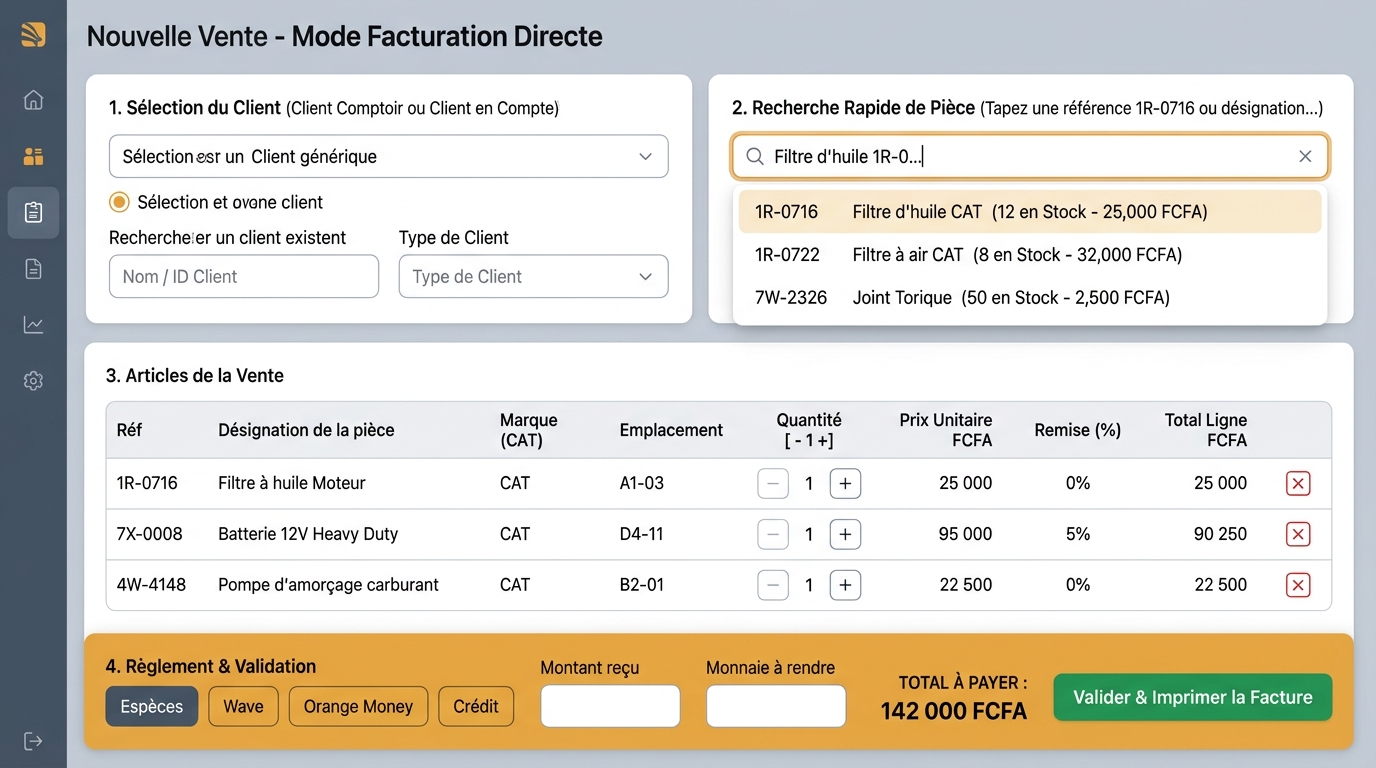 Nouvelle Vente - Mode Facturation Directe
1. Sélection du Client (Client Comptoir ou Client en Compte)
un Client générique
Sélection et client
un client existent
Type de Client
Nom / ID Client
Type de Client
2. Recherche Rapide de Pièce (Tapez une référence 1R-0716 ou désignation...)
Filtre d'huile 1R-0...
1R-0716 Filtre d'huile CAT (12 en Stock - 25,000 FCFA)
1R-0722 Filtre à air CAT (8 en Stock - 32,000 FCFA)
7W-2326 Joint Torique (50 en Stock - 2,500 FCFA)
3. Articles de la Vente
Réf Désignation de la pièce Marque (CAT) Emplacement Quantité [ - 1 +] Prix Unitaire FCFA Remise (%) Total Ligne FCFA
1R-0716 Filtre à huile Moteur CAT A1-03 − 1 + 25 000 0% 25 000
7X-0008 Batterie 12V Heavy Duty CAT D4-11 − 1 + 95 000 5% 90 250
4W-4148 Pompe d'amorçage carburant CAT B2-01 − 1 + 22 500 0% 22 500
4. Règlement & Validation
Espèces Wave Orange Money Crédit
Montant reçu
Monnaie à rendre
TOTAL À PAYER :
142 000 FCFA
Valider & Imprimer la Facture